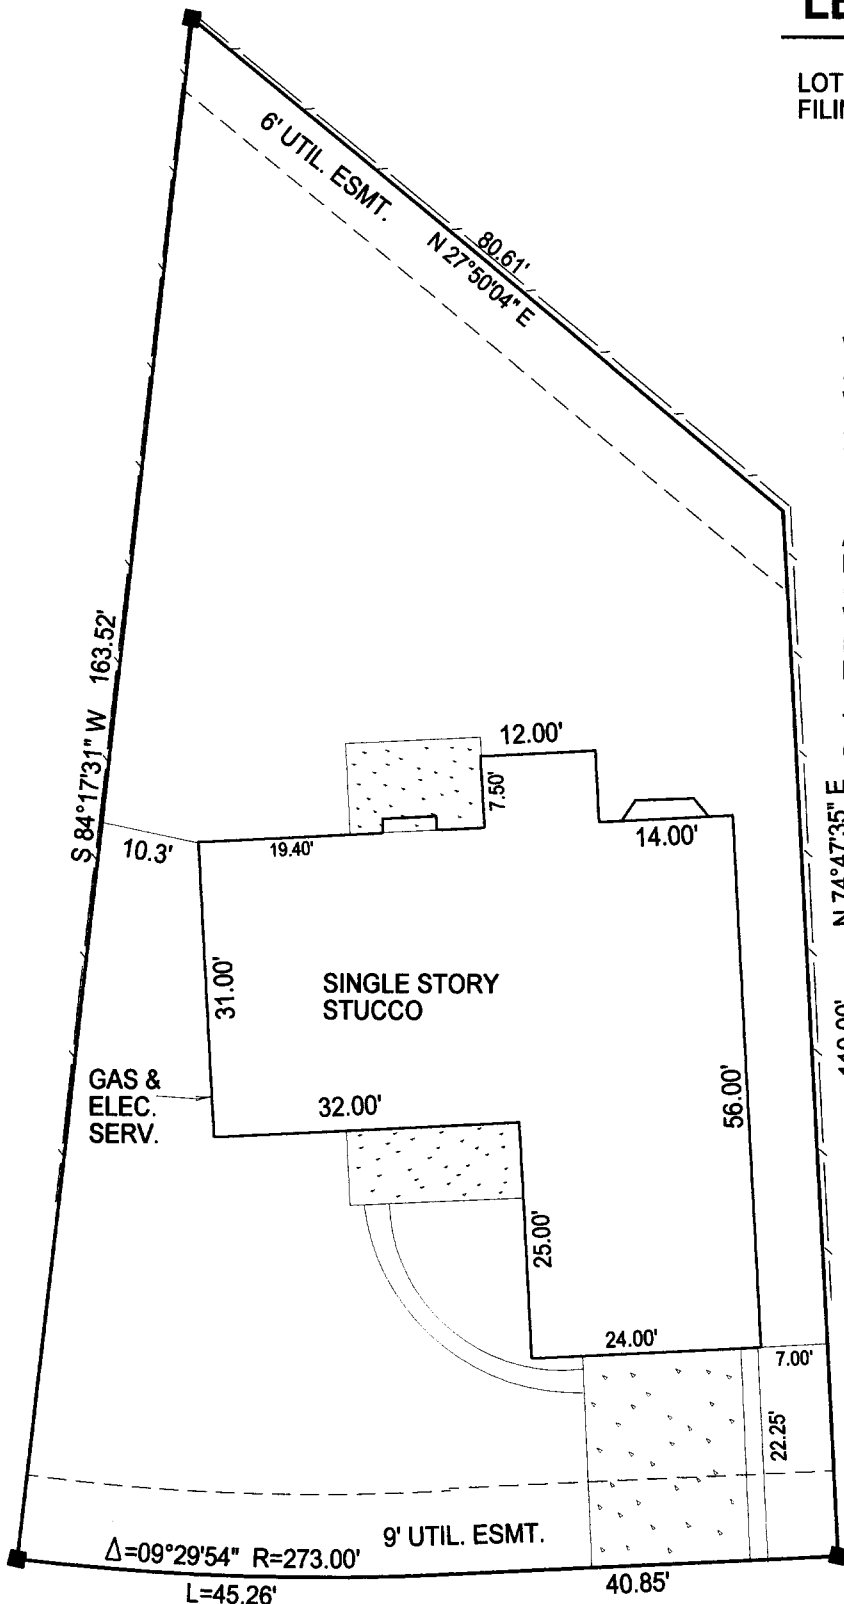 LOT
FILIN
6' UTIL. ESMT.
80.61'
N 27°50'04" E
S 84°17'31" W 163.52'
12.00'
7.50'
10.3'
19.40'
14.00'
N 74°47'35" E
31.00'
SINGLE STORY
STUCCO
GAS &
ELEC.
SERV.
32.00'
56.00'
25.00'
24.00'
7.00'
22.25'
9' UTIL. ESMT.
Δ=09°29'54" R=273.00'
L=45.26'
40.85'